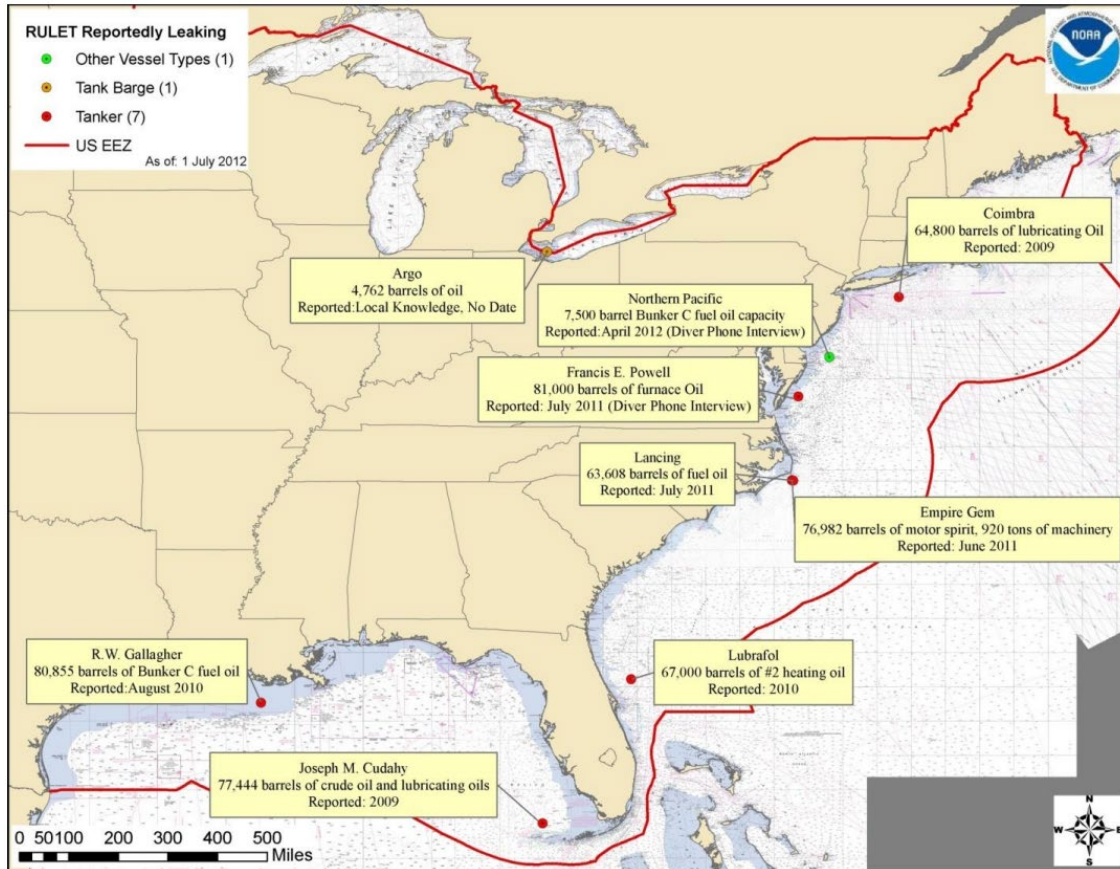 RULET Reportedly Leaking
Other Vessel Types (1)
Tank Barge (1)
Tanker (7)
US EEZ
As of: 1 July 2012
NOAA
Coimbra
64,800 barrels of lubricating Oil
Reported: 2009
Argo
4,762 barrels of oil
Reported:Local Knowledge, No Date
Northern Pacific
7,500 barrel Bunker C fuel oil capacity
Reported:April 2012 (Diver Phone Interview)
Francis E. Powell
81,000 barrels of furnace Oil
Reported: July 2011 (Diver Phone Interview)
Lancing
63,608 barrels of fuel oil
Reported: July 2011
Empire Gem
76,982 barrels of motor spirit, 920 tons of machinery
Reported: June 2011
R.W. Gallagher
80,855 barrels of Bunker C fuel oil
Reported:August 2010
Lubrafol
67,000 barrels of #2 heating oil
Reported: 2010
Joseph M. Cudahy
77,444 barrels of crude oil and lubricating oils
Reported: 2009
0 50 100 200 300 400 500
Miles
N
W E
S